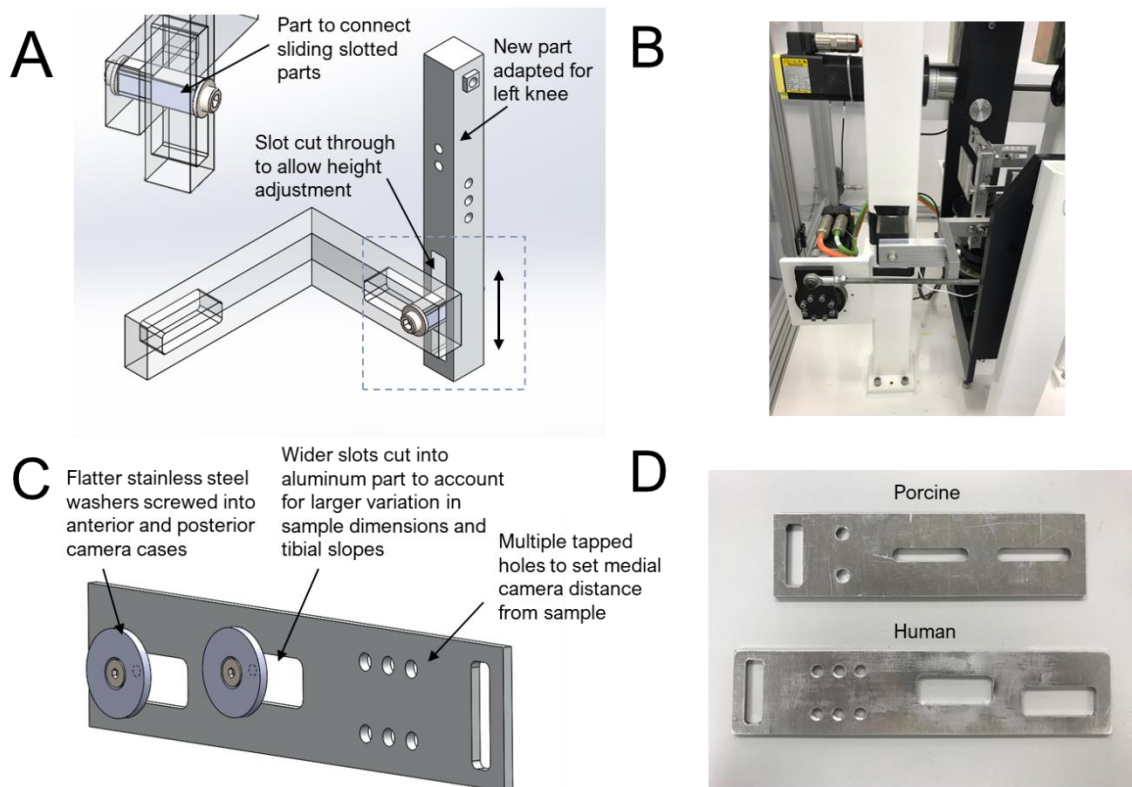 A
Part to connect
sliding slotted
parts
New part
adapted for
left knee
Slot cut through
to allow height
adjustment
B
C
Flatter stainless steel
washers screwed into
anterior and posterior
camera cases
Wider slots cut into
aluminum part to account
for larger variation in
sample dimensions and
tibial slopes
Multiple tapped
holes to set medial
camera distance
from sample
D
Porcine
Human